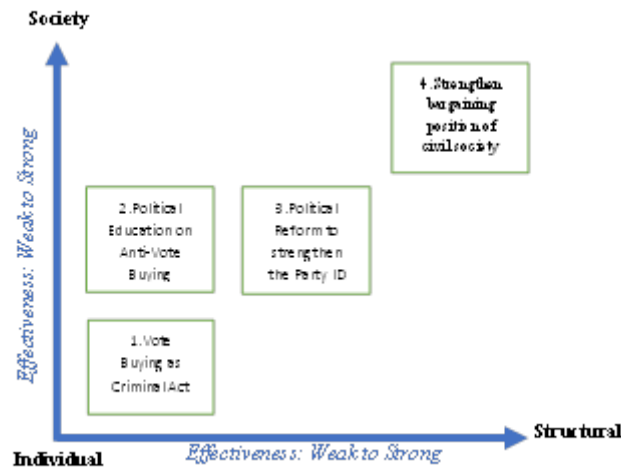 Society
4.Strengthen
bargaining
position of
civil society
2.Political
Education on
Anti-Vote
Buying
3.Political
Reform to
strengthen
the Party ID
1.Vote
Buying as
Criminal Act
Effectiveness: Weak to Strong
Structural
Individual
Effectiveness: Weak to Strong